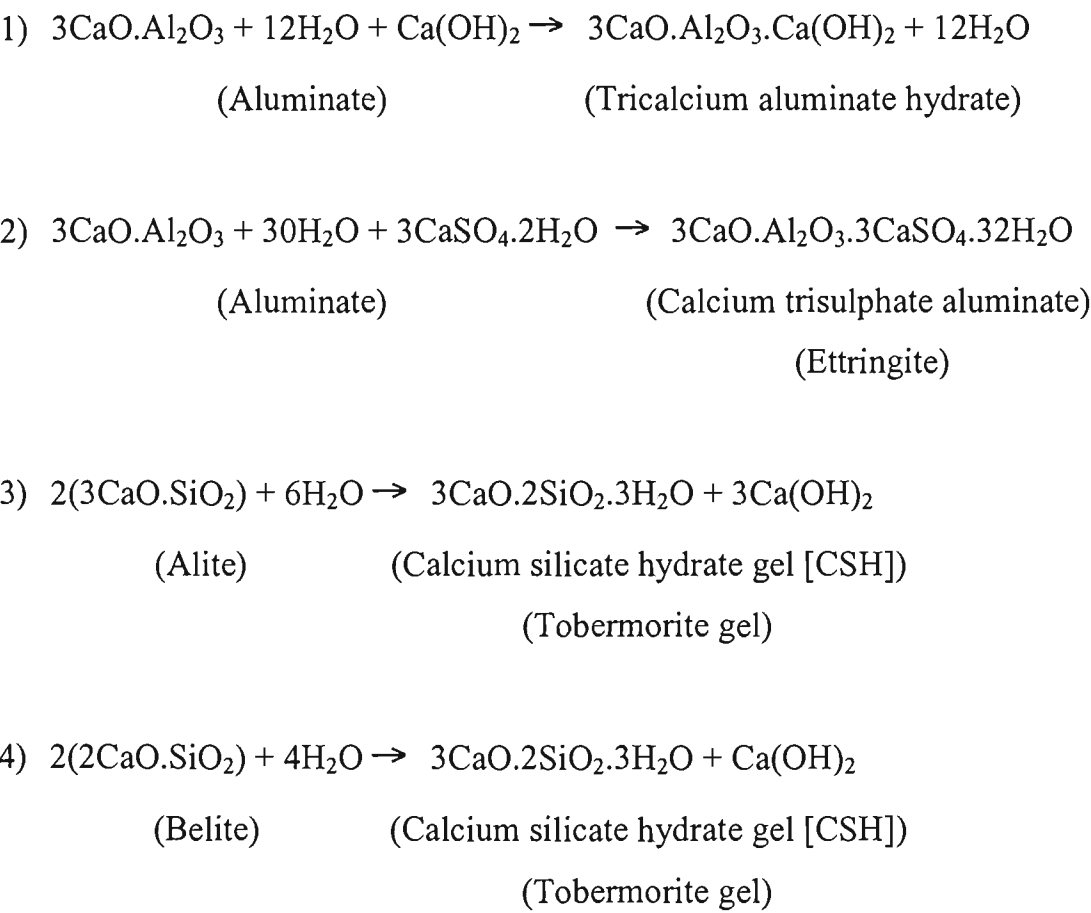 1) 3CaO.Al₂O₃ + 12H₂O + Ca(OH)₂ → 3CaO.Al₂O₃.Ca(OH)₂ + 12H₂O
(Aluminate) (Tricalcium aluminate hydrate)
2) 3CaO.Al₂O₃ + 30H₂O + 3CaSO₄.2H₂O → 3CaO.Al₂O₃.3CaSO₄.32H₂O
(Aluminate) (Calcium trisulphate aluminate)
(Ettringite)
3) 2(3CaO.SiO₂) + 6H₂O → 3CaO.2SiO₂.3H₂O + 3Ca(OH)₂
(Alite) (Calcium silicate hydrate gel [CSH])
(Tobermorite gel)
4) 2(2CaO.SiO₂) + 4H₂O → 3CaO.2SiO₂.3H₂O + Ca(OH)₂
(Belite) (Calcium silicate hydrate gel [CSH])
(Tobermorite gel)